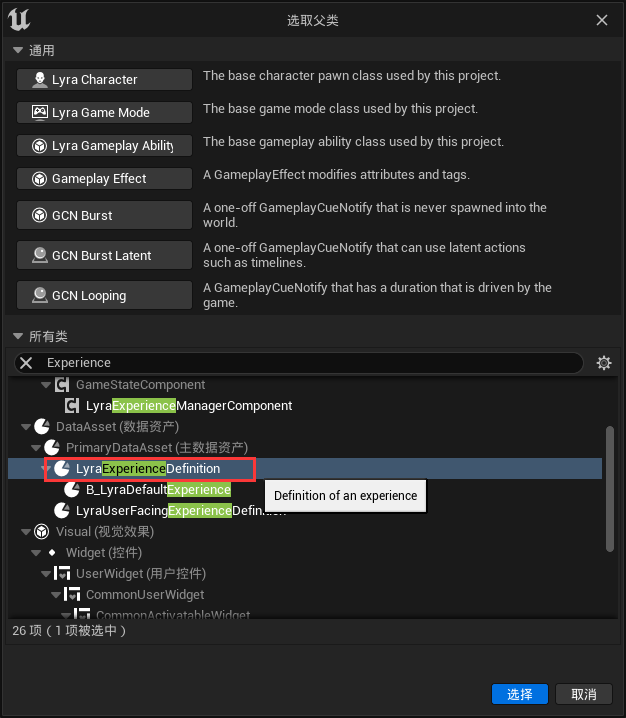 选取父类
通用
Lyra Character
The base character pawn class used by this project.
Lyra Game Mode
The base game mode class used by this project.
Lyra Gameplay Ability
The base gameplay ability class used by this project.
Gameplay Effect
A GameplayEffect modifies attributes and tags.
GCN Burst
A one-off GameplayCueNotify that is never spawned into the
world.
GCN Burst Latent
A one-off GameplayCueNotify that can use latent actions
such as timelines.
GCN Looping
A GameplayCueNotify that has a duration that is driven by the
game.
所有类
Experience
GameStateComponent
LyraExperienceManagerComponent
DataAsset (数据资产)
PrimaryDataAsset (主数据资产)
LyraExperienceDefinition
B_LyraDefaultExperience
Definition of an experience
LyraUserFacingExperienceDefinition
Visual (视觉效果)
Widget (控件)
UserWidget (用户控件)
CommonUserWidget
CommonActivatableWidget
26 项（1 项被选中）
选择
取消